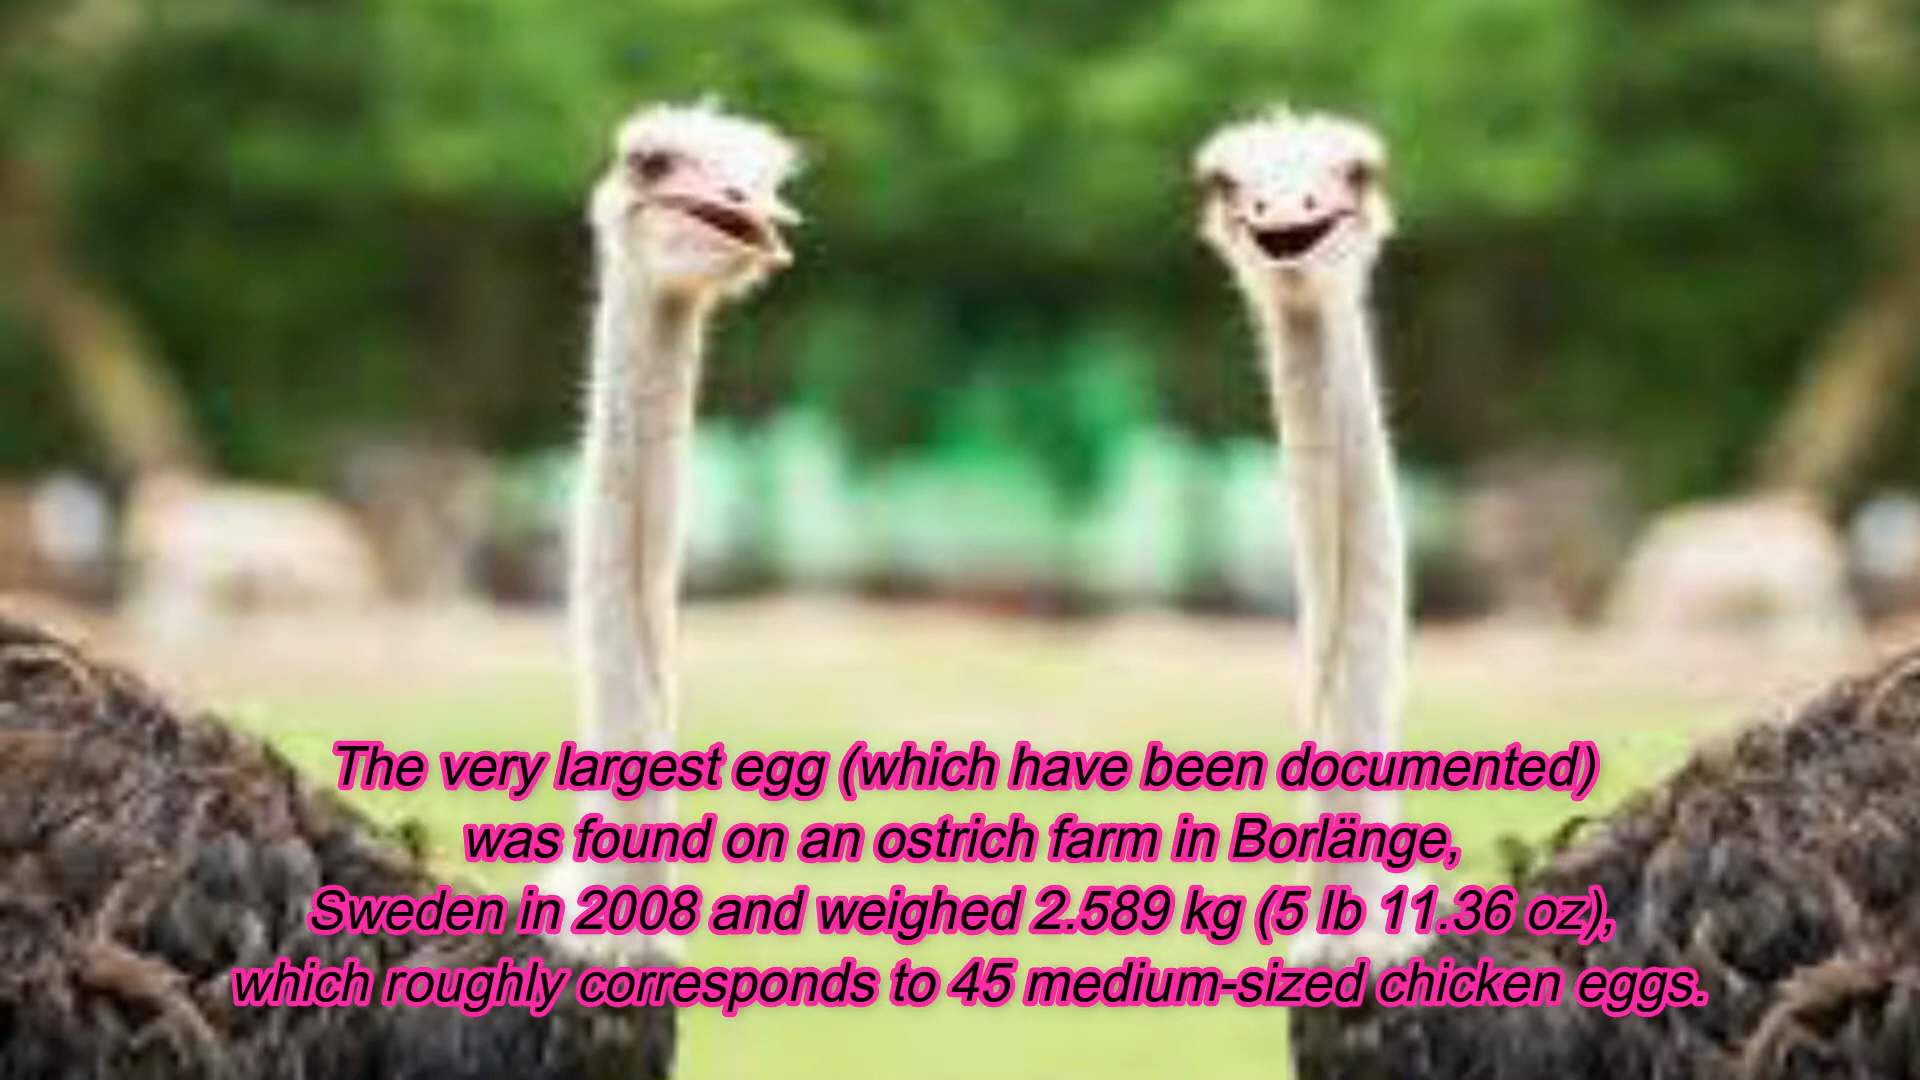 The very largest egg (which have been documented)
was found on an ostrich farm in Borlänge,
Sweden in 2008 and weighed 2.589 kg (5 lb 11.36 oz),
which roughly corresponds to 45 medium-sized chicken eggs.